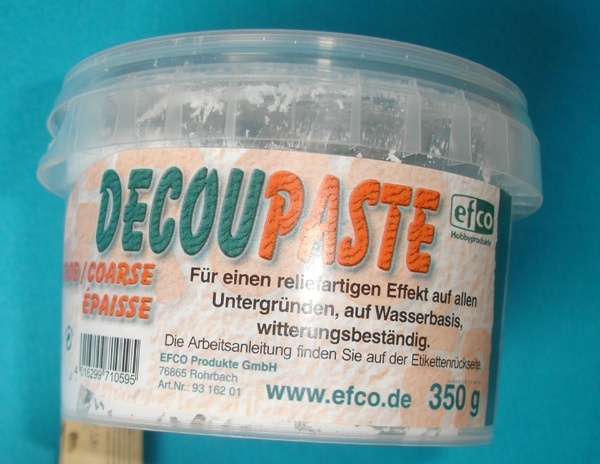 DECOUPASTE
efco
Hobbyprodukte
/COARSE
ÉPAISSE
Für einen reliefartigen Effekt auf allen
Untergründen, auf Wasserbasis,
witterungsbeständig.
Die Arbeitsanleitung finden Sie auf der Etikettenrückseite.
EFCO Produkte GmbH
76865 Rohrbach
Art.Nr.: 93 162 01
4 016299 710595
www.efco.de 350 g